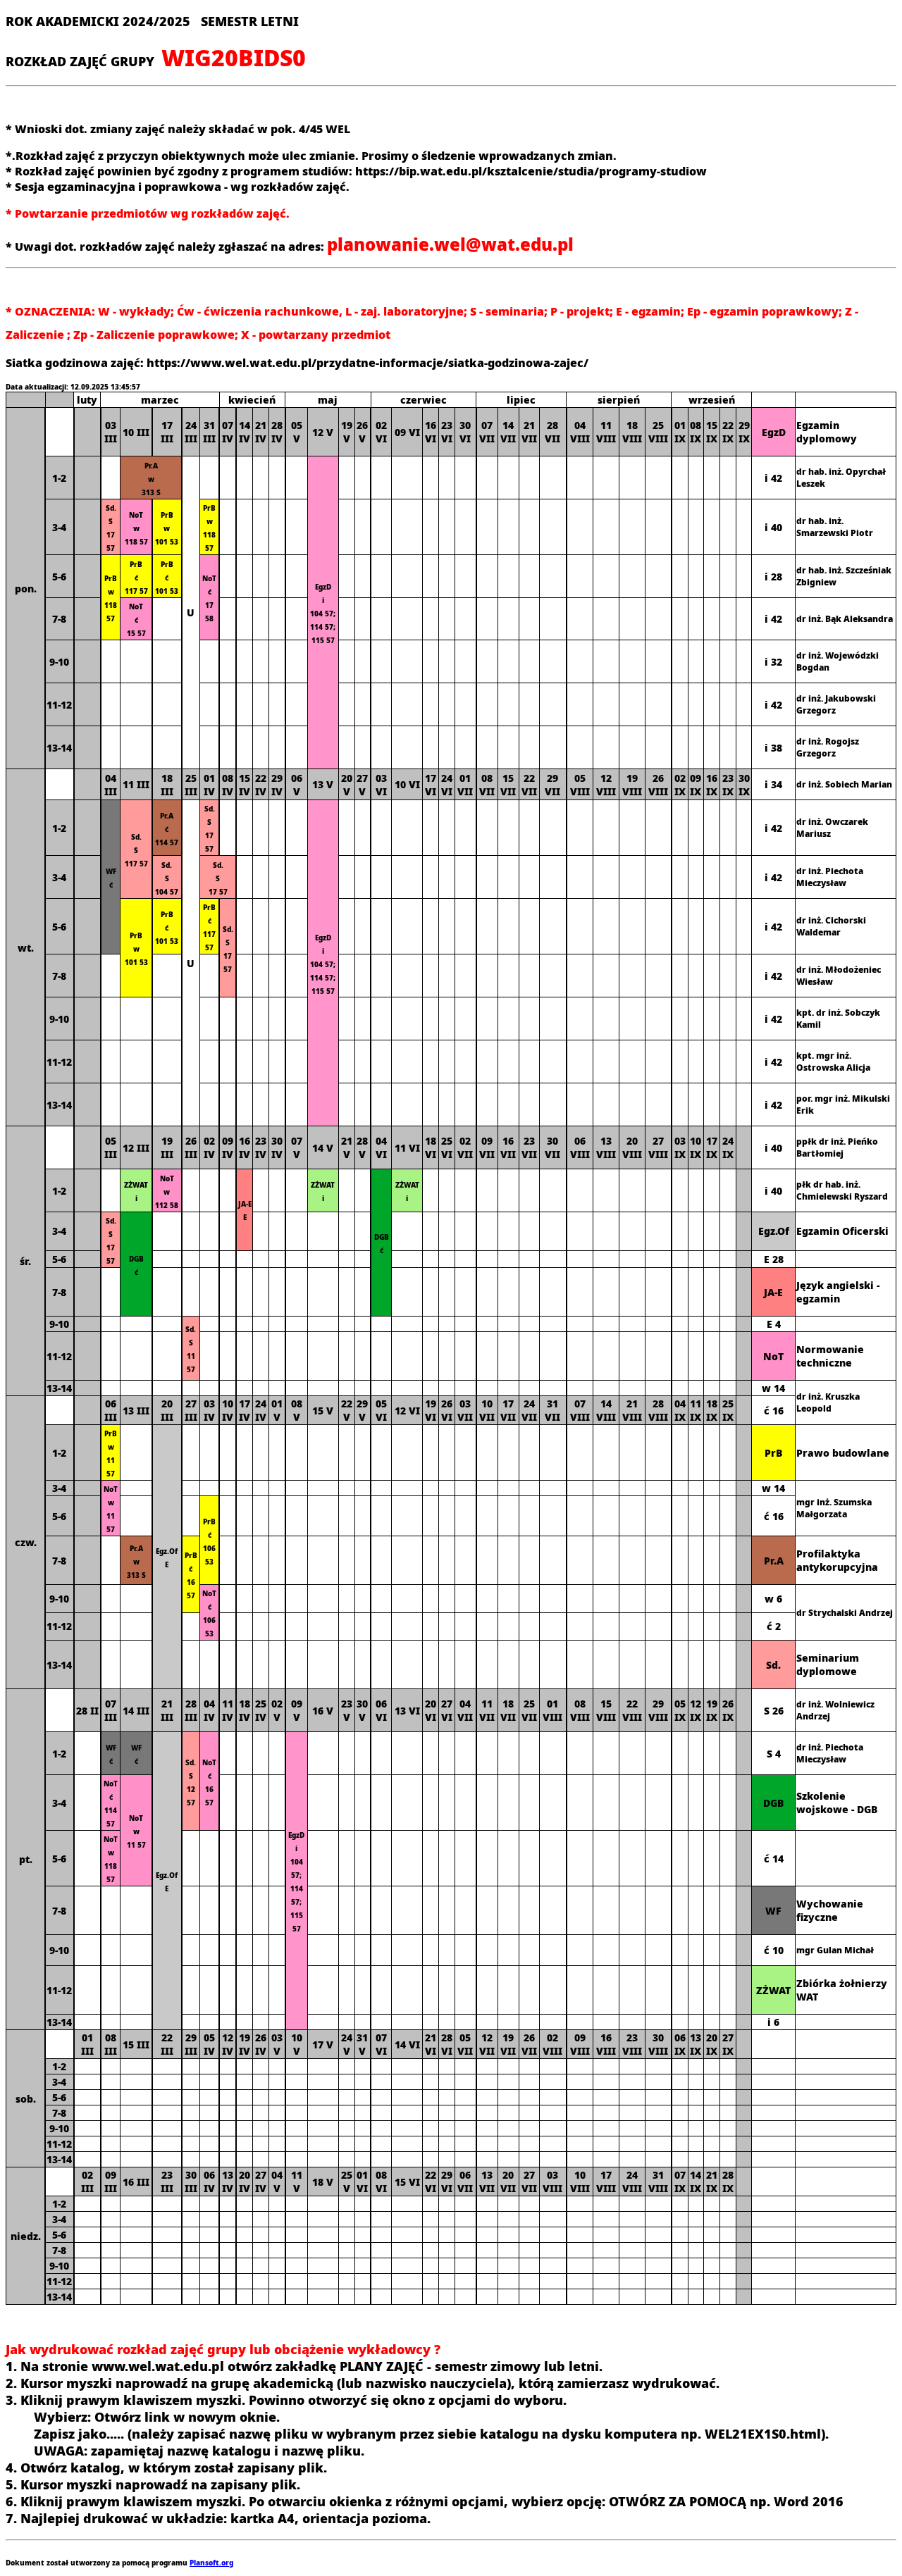 ROK AKADEMICKI 2024/2025 SEMESTR LETNI
ROZKŁAD ZAJĘĆ GRUPY WIG20BIDS0
* Wnioski dot. zmiany zajęć należy składać w pok. 4/45 WEL
*.Rozkład zajęć z przyczyn obiektywnych może ulec zmianie. Prosimy o śledzenie wprowadzanych zmian.
* Rozkład zajęć powinien być zgodny z programem studiów: https://bip.wat.edu.pl/ksztalcenie/studia/programy-studiow
* Sesja egzaminacyjna i poprawkowa - wg rozkładów zajęć.
* Powtarzanie przedmiotów wg rozkładów zajęć.
* Uwagi dot. rozkładów zajęć należy zgłaszać na adres: planowanie.wel@wat.edu.pl
* OZNACZENIA: W - wykłady; Ćw - ćwiczenia rachunkowe, L - zaj. laboratoryjne; S - seminaria; P - projekt; E - egzamin; Ep - egzamin poprawkowy; Z -
Zaliczenie ; Zp - Zaliczenie poprawkowe; X - powtarzany przedmiot
Siatka godzinowa zajęć: https://www.wel.wat.edu.pl/przydatne-informacje/siatka-godzinowa-zajec/
Data aktualizacji: 12.09.2025 13:45:57
luty marzec kwiecień maj czerwiec lipiec sierpień wrzesień
pon. 03 III 10 III 17 III 24 III 31 III 07 IV 14 IV 21 IV 28 IV 05 V 12 V 19 V 26 V 02 VI 09 VI 16 VI 23 VI 30 VI 07 VII 14 VII 21 VII 28 VII 04 VIII 11 VIII 18 VIII 25 VIII 01 IX 08 IX 15 IX 22 IX 29 IX EgzD Egzamin dyplomowy
1-2 Pr.A w 313 S U EgzD i 104 57; 114 57; 115 57 i 42 dr hab. inż. Opyrchał Leszek
3-4 Sd. S 17 57 NoT w 118 57 PrB w 101 53 PrB w 118 57 i 40 dr hab. inż. Smarzewski Piotr
5-6 PrB w 118 57 PrB ć 117 57 PrB ć 101 53 NoT ć 17 58 i 28 dr hab. inż. Szcześniak Zbigniew
7-8 NoT ć 15 57 i 42 dr inż. Bąk Aleksandra
9-10 i 32 dr inż. Wojewódzki Bogdan
11-12 i 42 dr inż. Jakubowski Grzegorz
13-14 i 38 dr inż. Rogojsz Grzegorz
wt. 04 III 11 III 18 III 25 III 01 IV 08 IV 15 IV 22 IV 29 IV 06 V 13 V 20 V 27 V 03 VI 10 VI 17 VI 24 VI 01 VII 08 VII 15 VII 22 VII 29 VII 05 VIII 12 VIII 19 VIII 26 VIII 02 IX 09 IX 16 IX 23 IX 30 IX i 34 dr inż. Sobiech Marian
1-2 WF ć Sd. S 117 57 Pr.A ć 114 57 U Sd. S 17 57 EgzD i 104 57; 114 57; 115 57 i 42 dr inż. Owczarek Mariusz
3-4 Sd. S 104 57 Sd. S 17 57 i 42 dr inż. Piechota Mieczysław
5-6 PrB w 101 53 PrB ć 101 53 PrB ć 117 57 Sd. S 17 57 i 42 dr inż. Cichorski Waldemar
7-8 i 42 dr inż. Młodożeniec Wiesław
9-10 i 42 kpt. dr inż. Sobczyk Kamil
11-12 i 42 kpt. mgr inż. Ostrowska Alicja
13-14 i 42 por. mgr inż. Mikulski Erik
śr. 05 III 12 III 19 III 26 III 02 IV 09 IV 16 IV 23 IV 30 IV 07 V 14 V 21 V 28 V 04 VI 11 VI 18 VI 25 VI 02 VII 09 VII 16 VII 23 VII 30 VII 06 VIII 13 VIII 20 VIII 27 VIII 03 IX 10 IX 17 IX 24 IX i 40 ppłk dr inż. Pieńko Bartłomiej
1-2 ZŻWAT i NoT w 112 58 JA-E E ZŻWAT i DGB ć ZŻWAT i i 40 płk dr hab. inż. Chmielewski Ryszard
3-4 Sd. S 17 57 DGB ć Egz.Of Egzamin Oficerski
5-6 E 28
7-8 JA-E Język angielski - egzamin
9-10 Sd. S 11 57 E 4
11-12 NoT Normowanie techniczne
13-14 w 14 dr inż. Kruszka Leopold
czw. 06 III 13 III 20 III 27 III 03 IV 10 IV 17 IV 24 IV 01 V 08 V 15 V 22 V 29 V 05 VI 12 VI 19 VI 26 VI 03 VII 10 VII 17 VII 24 VII 31 VII 07 VIII 14 VIII 21 VIII 28 VIII 04 IX 11 IX 18 IX 25 IX ć 16
1-2 PrB w 11 57 Egz.Of E PrB Prawo budowlane
3-4 NoT w 11 57 w 14 mgr inż. Szumska Małgorzata
5-6 PrB ć 106 53 ć 16
7-8 Pr.A w 313 S PrB ć 16 57 Pr.A Profilaktyka antykorupcyjna
9-10 NoT ć 106 53 w 6 dr Strychalski Andrzej
11-12 ć 2
13-14 Sd. Seminarium dyplomowe
pt. 28 II 07 III 14 III 21 III 28 III 04 IV 11 IV 18 IV 25 IV 02 V 09 V 16 V 23 V 30 V 06 VI 13 VI 20 VI 27 VI 04 VII 11 VII 18 VII 25 VII 01 VIII 08 VIII 15 VIII 22 VIII 29 VIII 05 IX 12 IX 19 IX 26 IX S 26 dr inż. Wolniewicz Andrzej
1-2 WF ć WF ć Egz.Of E Sd. S 12 57 NoT ć 16 57 EgzD i 104 57; 114 57; 115 57 S 4 dr inż. Piechota Mieczysław
3-4 NoT ć 114 57 NoT w 11 57 DGB Szkolenie wojskowe - DGB
5-6 NoT w 118 57 ć 14
7-8 WF Wychowanie fizyczne
9-10 ć 10 mgr Gulan Michał
11-12 ZŻWAT Zbiórka żołnierzy WAT
13-14 i 6
sob. 01 III 08 III 15 III 22 III 29 III 05 IV 12 IV 19 IV 26 IV 03 V 10 V 17 V 24 V 31 V 07 VI 14 VI 21 VI 28 VI 05 VII 12 VII 19 VII 26 VII 02 VIII 09 VIII 16 VIII 23 VIII 30 VIII 06 IX 13 IX 20 IX 27 IX
1-2
3-4
5-6
7-8
9-10
11-12
13-14
niedz. 02 III 09 III 16 III 23 III 30 III 06 IV 13 IV 20 IV 27 IV 04 V 11 V 18 V 25 V 01 VI 08 VI 15 VI 22 VI 29 VI 06 VII 13 VII 20 VII 27 VII 03 VIII 10 VIII 17 VIII 24 VIII 31 VIII 07 IX 14 IX 21 IX 28 IX
1-2
3-4
5-6
7-8
9-10
11-12
13-14
Jak wydrukować rozkład zajęć grupy lub obciążenie wykładowcy ?
1. Na stronie www.wel.wat.edu.pl otwórz zakładkę PLANY ZAJĘĆ - semestr zimowy lub letni.
2. Kursor myszki naprowadź na grupę akademicką (lub nazwisko nauczyciela), którą zamierzasz wydrukować.
3. Kliknij prawym klawiszem myszki. Powinno otworzyć się okno z opcjami do wyboru.
Wybierz: Otwórz link w nowym oknie.
Zapisz jako..... (należy zapisać nazwę pliku w wybranym przez siebie katalogu na dysku komputera np. WEL21EX1S0.html).
UWAGA: zapamiętaj nazwę katalogu i nazwę pliku.
4. Otwórz katalog, w którym został zapisany plik.
5. Kursor myszki naprowadź na zapisany plik.
6. Kliknij prawym klawiszem myszki. Po otwarciu okienka z różnymi opcjami, wybierz opcję: OTWÓRZ ZA POMOCĄ np. Word 2016
7. Najlepiej drukować w układzie: kartka A4, orientacja pozioma.
Dokument został utworzony za pomocą programu Plansoft.org